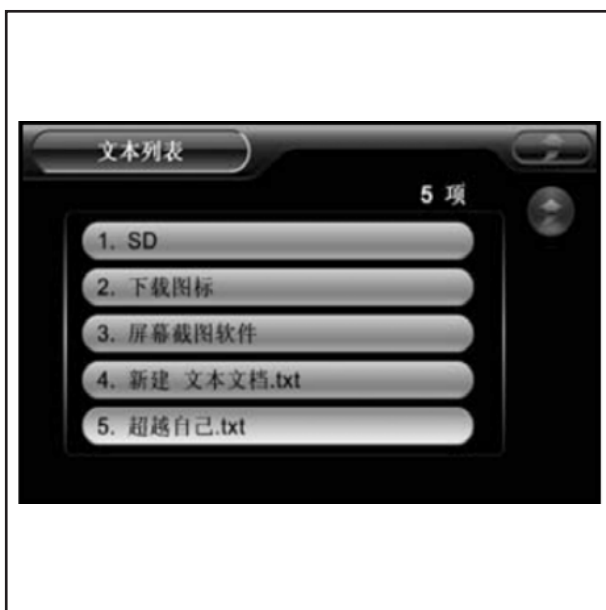 文本列表
5 项
1. SD
2. 下载图标
3. 屏幕截图软件
4. 新建 文本文档.txt
5. 超越自己.txt